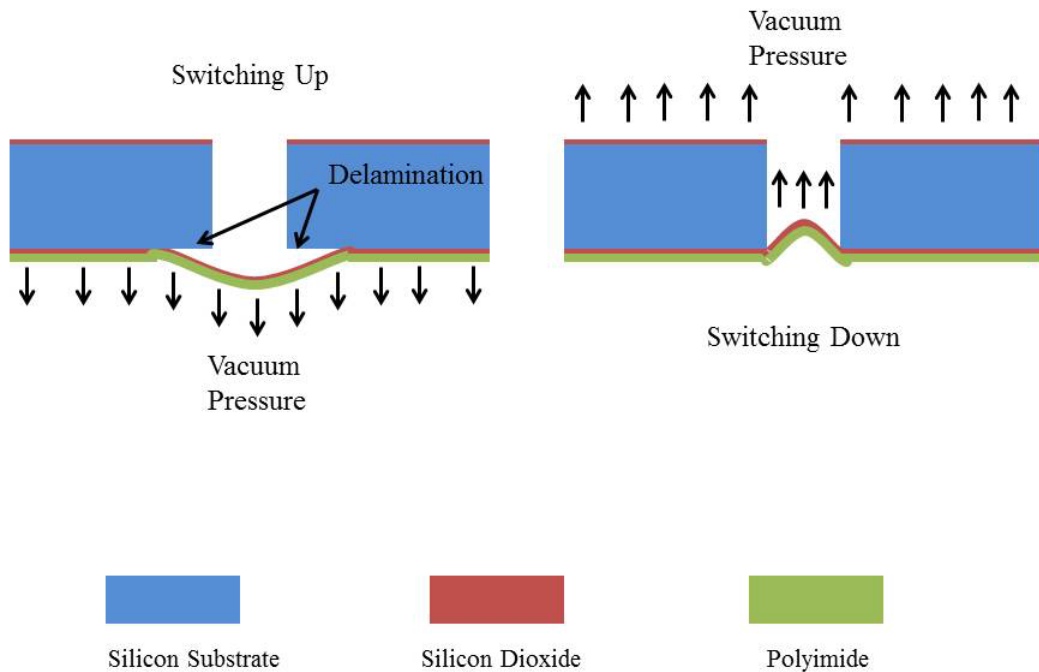 Switching Up
Delamination
Vacuum
Pressure
Vacuum
Pressure
Switching Down
Silicon Substrate
Silicon Dioxide
Polyimide